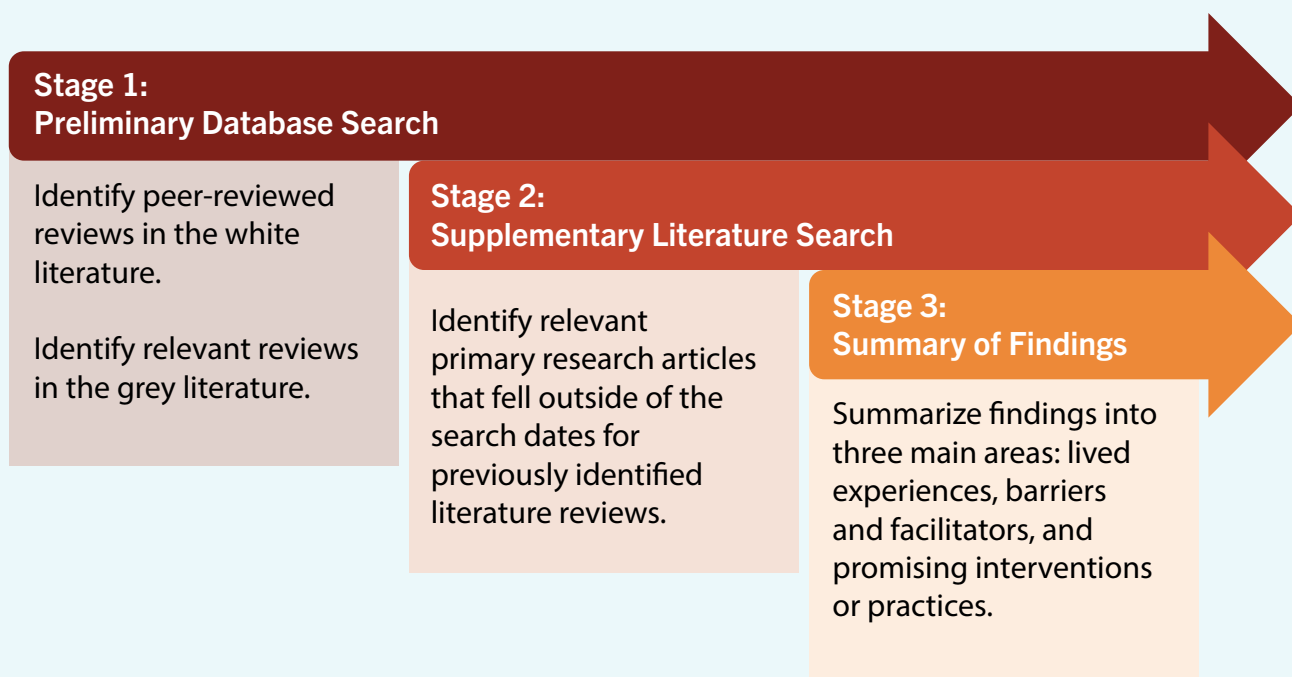 Stage 1:
Preliminary Database Search
Identify peer-reviewed
reviews in the white
literature.
Identify relevant reviews
in the grey literature.
Stage 2:
Supplementary Literature Search
Identify relevant
primary research articles
that fell outside of the
search dates for
previously identified
literature reviews.
Stage 3:
Summary of Findings
Summarize findings into
three main areas: lived
experiences, barriers
and facilitators, and
promising interventions
or practices.